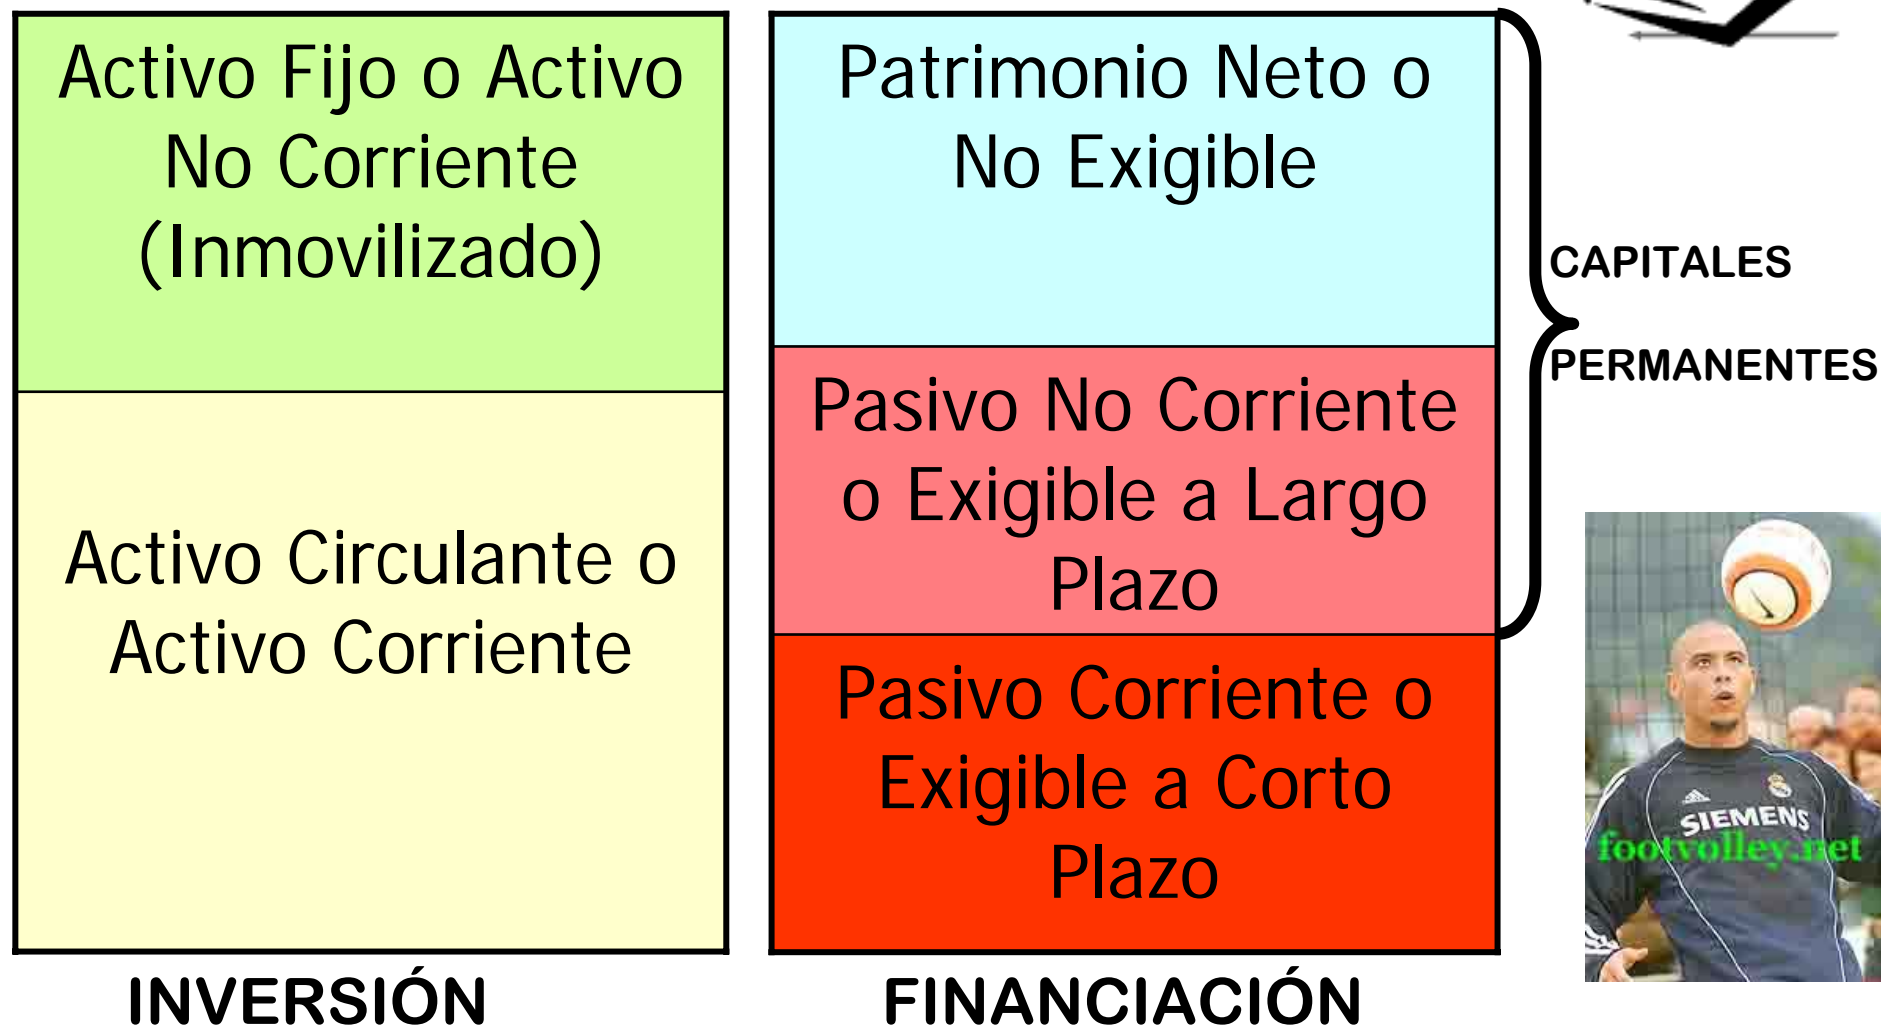 Activo Fijo o Activo
No Corriente
(Inmovilizado)
Activo Circulante o
Activo Corriente
INVERSIÓN
Patrimonio Neto o
No Exigible
Pasivo No Corriente
o Exigible a Largo
Plazo
Pasivo Corriente o
Exigible a Corto
Plazo
FINANCIACIÓN
CAPITALES
PERMANENTES
SIEMENS
footvolley.net